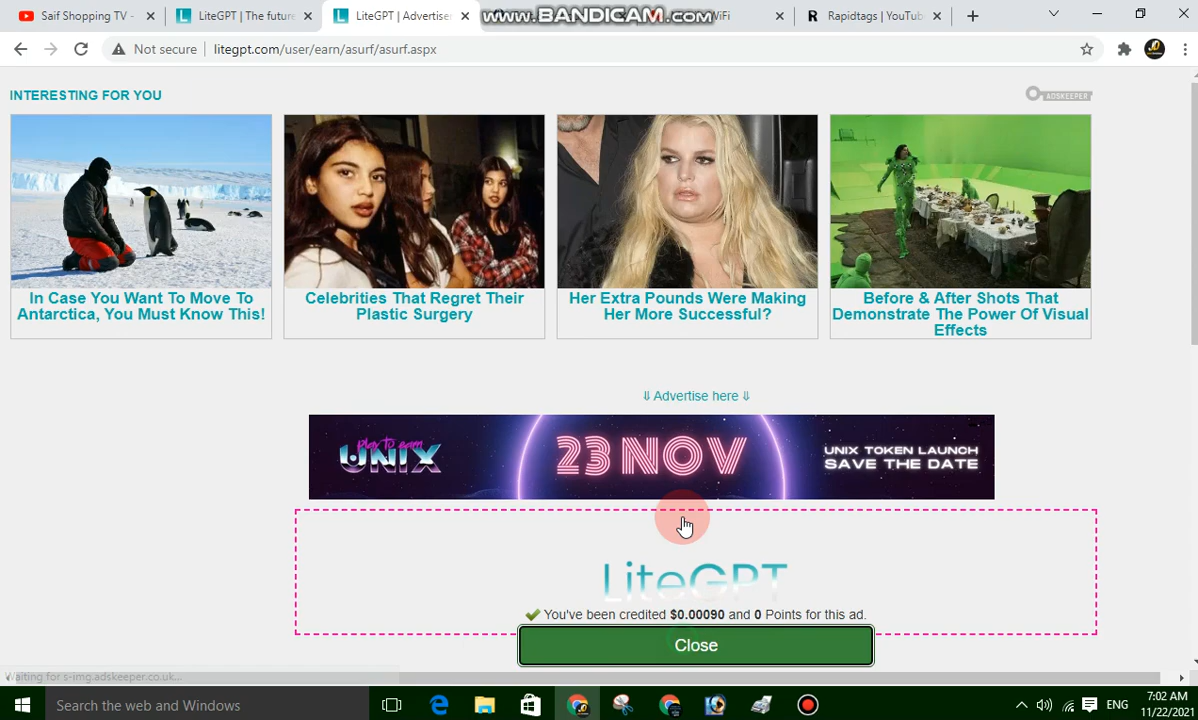 Saif Shopping TV -
LiteGPT | The future
LiteGPT | Advertiser
WWW.BANDICAM.COM
WiFi
Rapidtags | YouTub
Not secure
litegpt.com/user/earn/asurf/asurf.aspx
INTERESTING FOR YOU
ADSKEEPER
In Case You Want To Move To
Antarctica, You Must Know This!
Celebrities That Regret Their
Plastic Surgery
Her Extra Pounds Were Making
Her More Successful?
Before & After Shots That
Demonstrate The Power Of Visual
Effects
⇓ Advertise here ⇓
play to earn
UNIX
23 NOV
UNIX TOKEN LAUNCH
SAVE THE DATE
LiteGPT
You've been credited $0.00090 and 0 Points for this ad.
Close
Waiting for s-img.adskeeper.co.uk...
Search the web and Windows
ENG
7:02 AM
11/22/2021